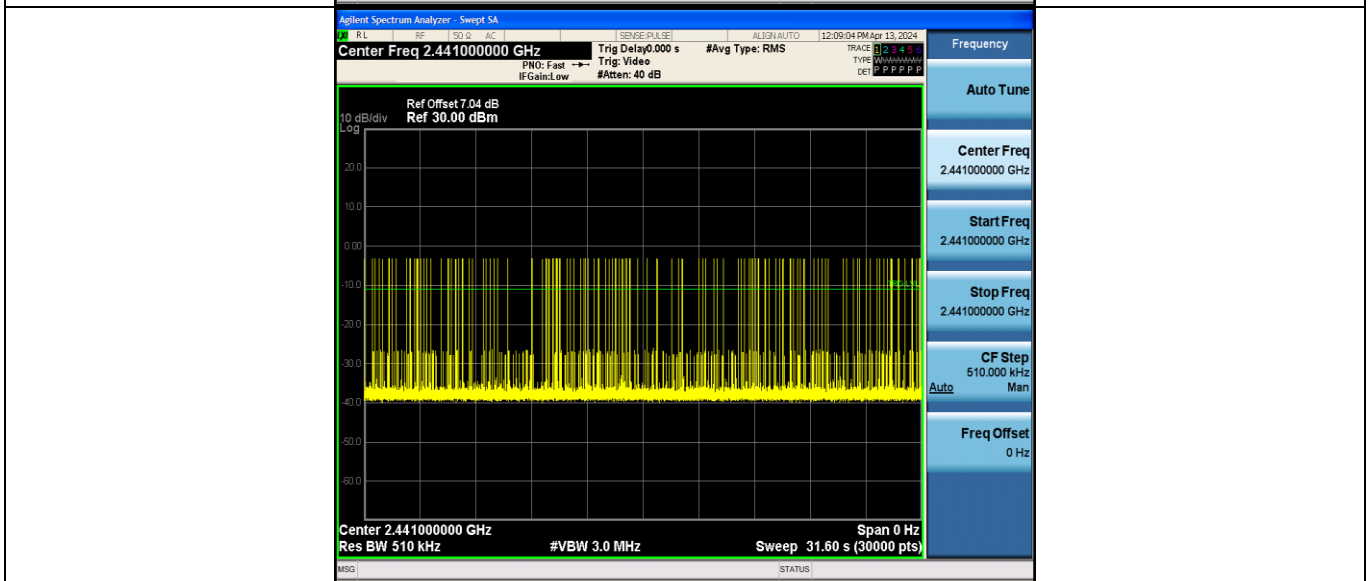 Agilent Spectrum Analyzer - Swept SA
RL RF 50 Ω AC SENSE:PULSE ALIGN AUTO 12:09:04 PM Apr 13, 2024
Center Freq 2.441000000 GHz
PNO: Fast
IFGain:Low
Trig Delay0.000 s
Trig: Video
#Atten: 40 dB
#Avg Type: RMS
TRACE 1 2 3 4 5 6
TYPE
DET P P P P P P
Frequency
Auto Tune
Center Freq
2.441000000 GHz
Start Freq
2.441000000 GHz
Stop Freq
2.441000000 GHz
CF Step
510.000 kHz
Auto Man
Freq Offset
0 Hz
Ref Offset 7.04 dB
10 dB/div Ref 30.00 dBm
Log
20.0
10.0
0.00
-10.0
-20.0
-30.0
-40.0
-50.0
-60.0
Center 2.441000000 GHz Span 0 Hz
Res BW 510 kHz #VBW 3.0 MHz Sweep 31.60 s (30000 pts)
MSG STATUS